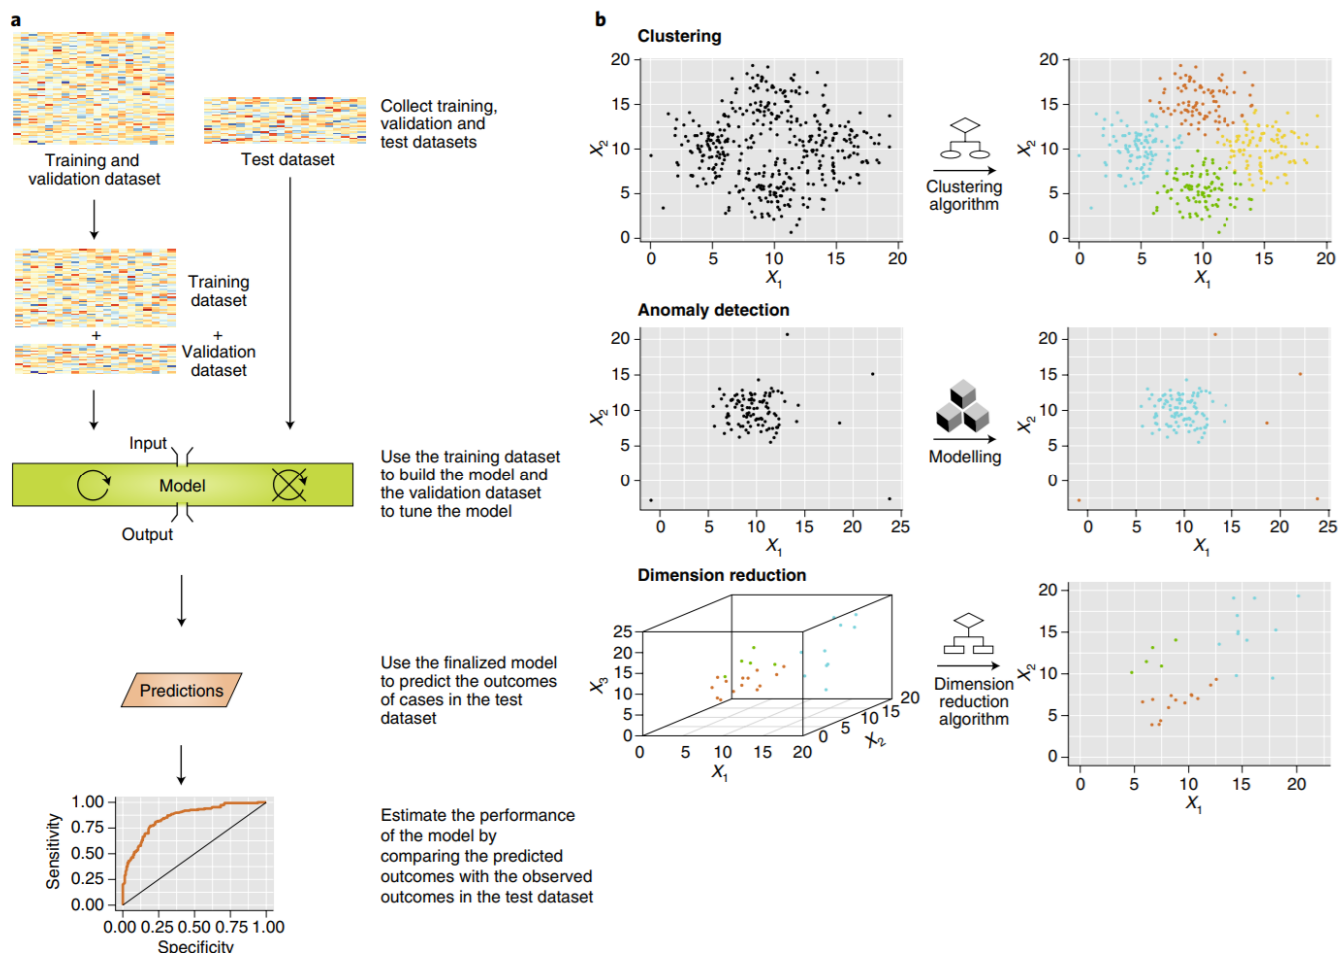 a
Training and
validation dataset
Test dataset
Collect training,
validation and
test datasets
Training
dataset
+
+
Validation
dataset
Input
Model
Output
Use the training dataset
to build the model and
the validation dataset
to tune the model
Predictions
Use the finalized model
to predict the outcomes
of cases in the test
dataset
1.00
0.75
0.50
0.25
0.00
Sensitivity
0.00 0.25 0.50 0.75 1.00
Specificity
Estimate the performance
of the model by
comparing the predicted
outcomes with the observed
outcomes in the test dataset
b
Clustering
20
15
10
5
0
X2
0 5 10 15 20
X1
Clustering
algorithm
20
15
10
5
0
X2
0 5 10 15 20
X1
Anomaly detection
20
15
10
5
0
X2
0 5 10 15 20 25
X1
Modelling
20
15
10
5
0
X2
0 5 10 15 20 25
X1
Dimension reduction
25
20
15
10
5
0
X3
0 5 10 15 20
X1
0 5 10 15 20
X2
Dimension
reduction
algorithm
20
15
10
5
0
X2
0 5 10 15 20
X1